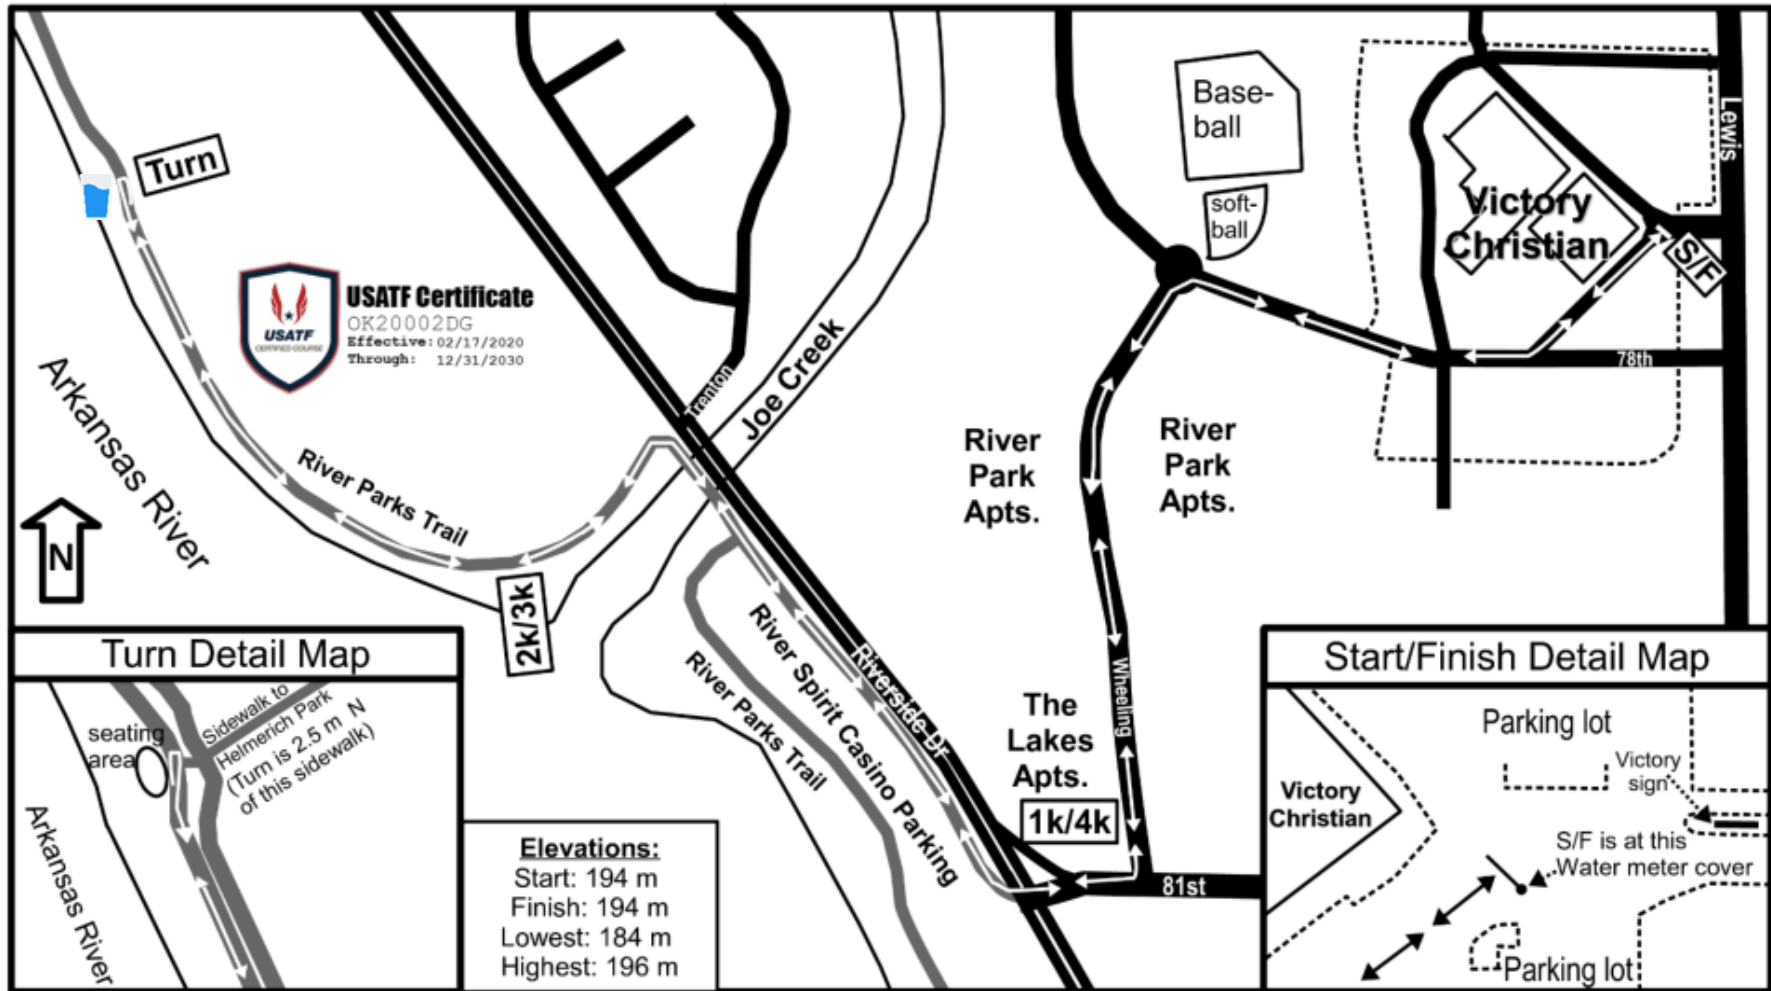 Turn
USATF
CERTIFIED COURSE
USATF Certificate
OK20002DG
Effective: 02/17/2020
Through: 12/31/2030
Arkansas River
N
River Parks Trail
2k/3k
Trenton
Joe Creek
Riverside Dr
River Spirit Casino Parking
River Parks Trail
Base-
ball
soft-
ball
Victory
Christian
S/F
Lewis
78th
River
Park
Apts.
River
Park
Apts.
The
Lakes
Apts.
1k/4k
Wheeling
81st
Turn Detail Map
seating
area
Sidewalk to
Helmerich Park
(Turn is 2.5 m N
of this sidewalk)
Arkansas River
Elevations:
Start: 194 m
Finish: 194 m
Lowest: 184 m
Highest: 196 m
Start/Finish Detail Map
Parking lot
Victory
sign
Victory
Christian
S/F is at this
Water meter cover
Parking lot